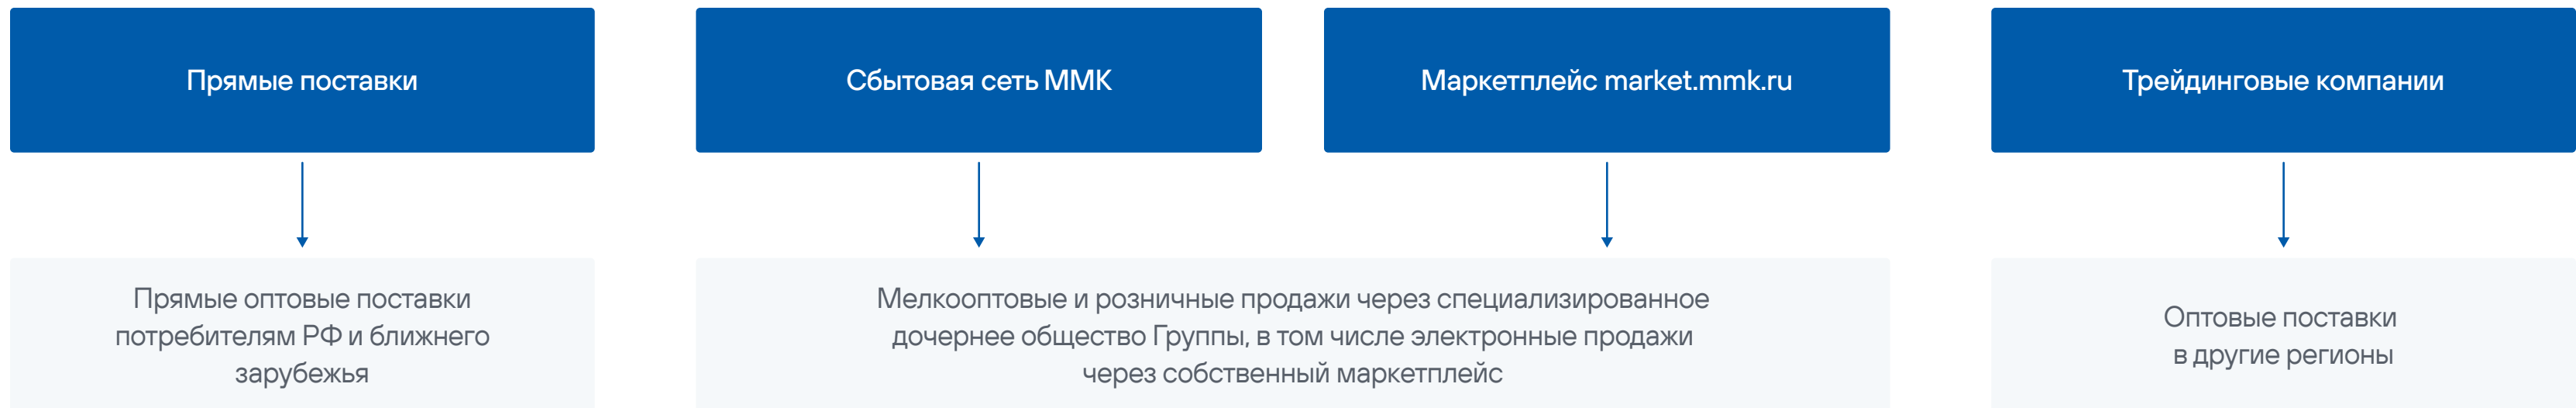 Прямые поставки
Сбытовая сеть ММК
Маркетплейс market.mmk.ru
Трейдинговые компании
Прямые оптовые поставки
потребителям РФ и ближнего
зарубежья
Мелкооптовые и розничные продажи через специализированное
дочернее общество Группы, в том числе электронные продажи
через собственный маркетплейс
Оптовые поставки
в другие регионы